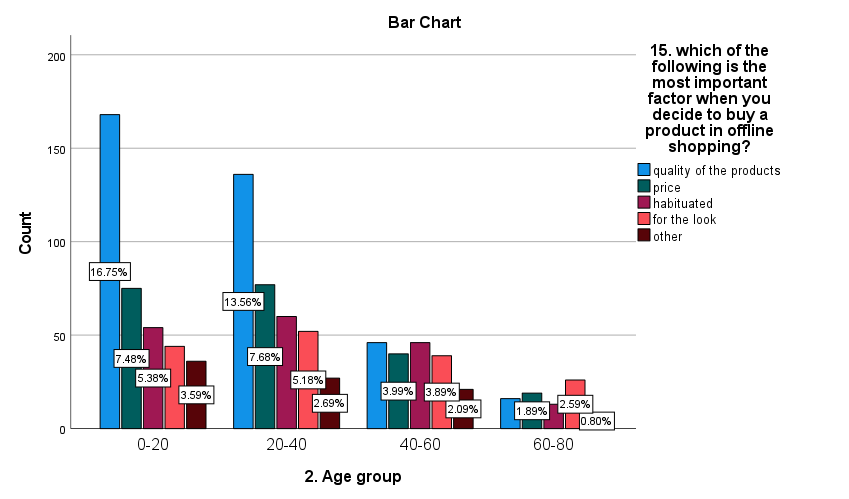 Bar Chart
200
150
100
50
0
Count
16.75%
7.48%
5.38%
3.59%
13.56%
7.68%
5.18%
2.69%
3.99%
3.89%
2.09%
1.89%
2.59%
0.80%
0-20
20-40
40-60
60-80
2. Age group
15. which of the
following is the
most important
factor when you
decide to buy a
product in offline
shopping?
quality of the products
price
habituated
for the look
other